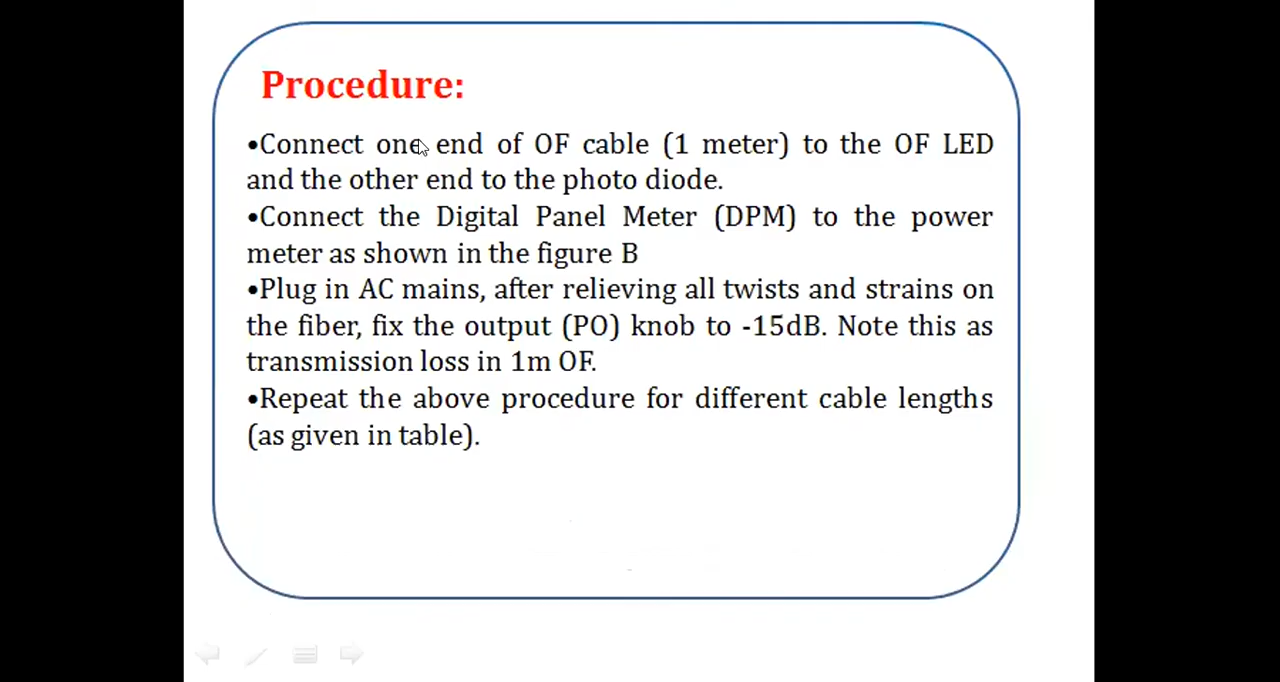 Procedure:
•Connect one end of OF cable (1 meter) to the OF LED
and the other end to the photo diode.
•Connect the Digital Panel Meter (DPM) to the power
meter as shown in the figure B
•Plug in AC mains, after relieving all twists and strains on
the fiber, fix the output (PO) knob to -15dB. Note this as
transmission loss in 1m OF.
•Repeat the above procedure for different cable lengths
(as given in table).